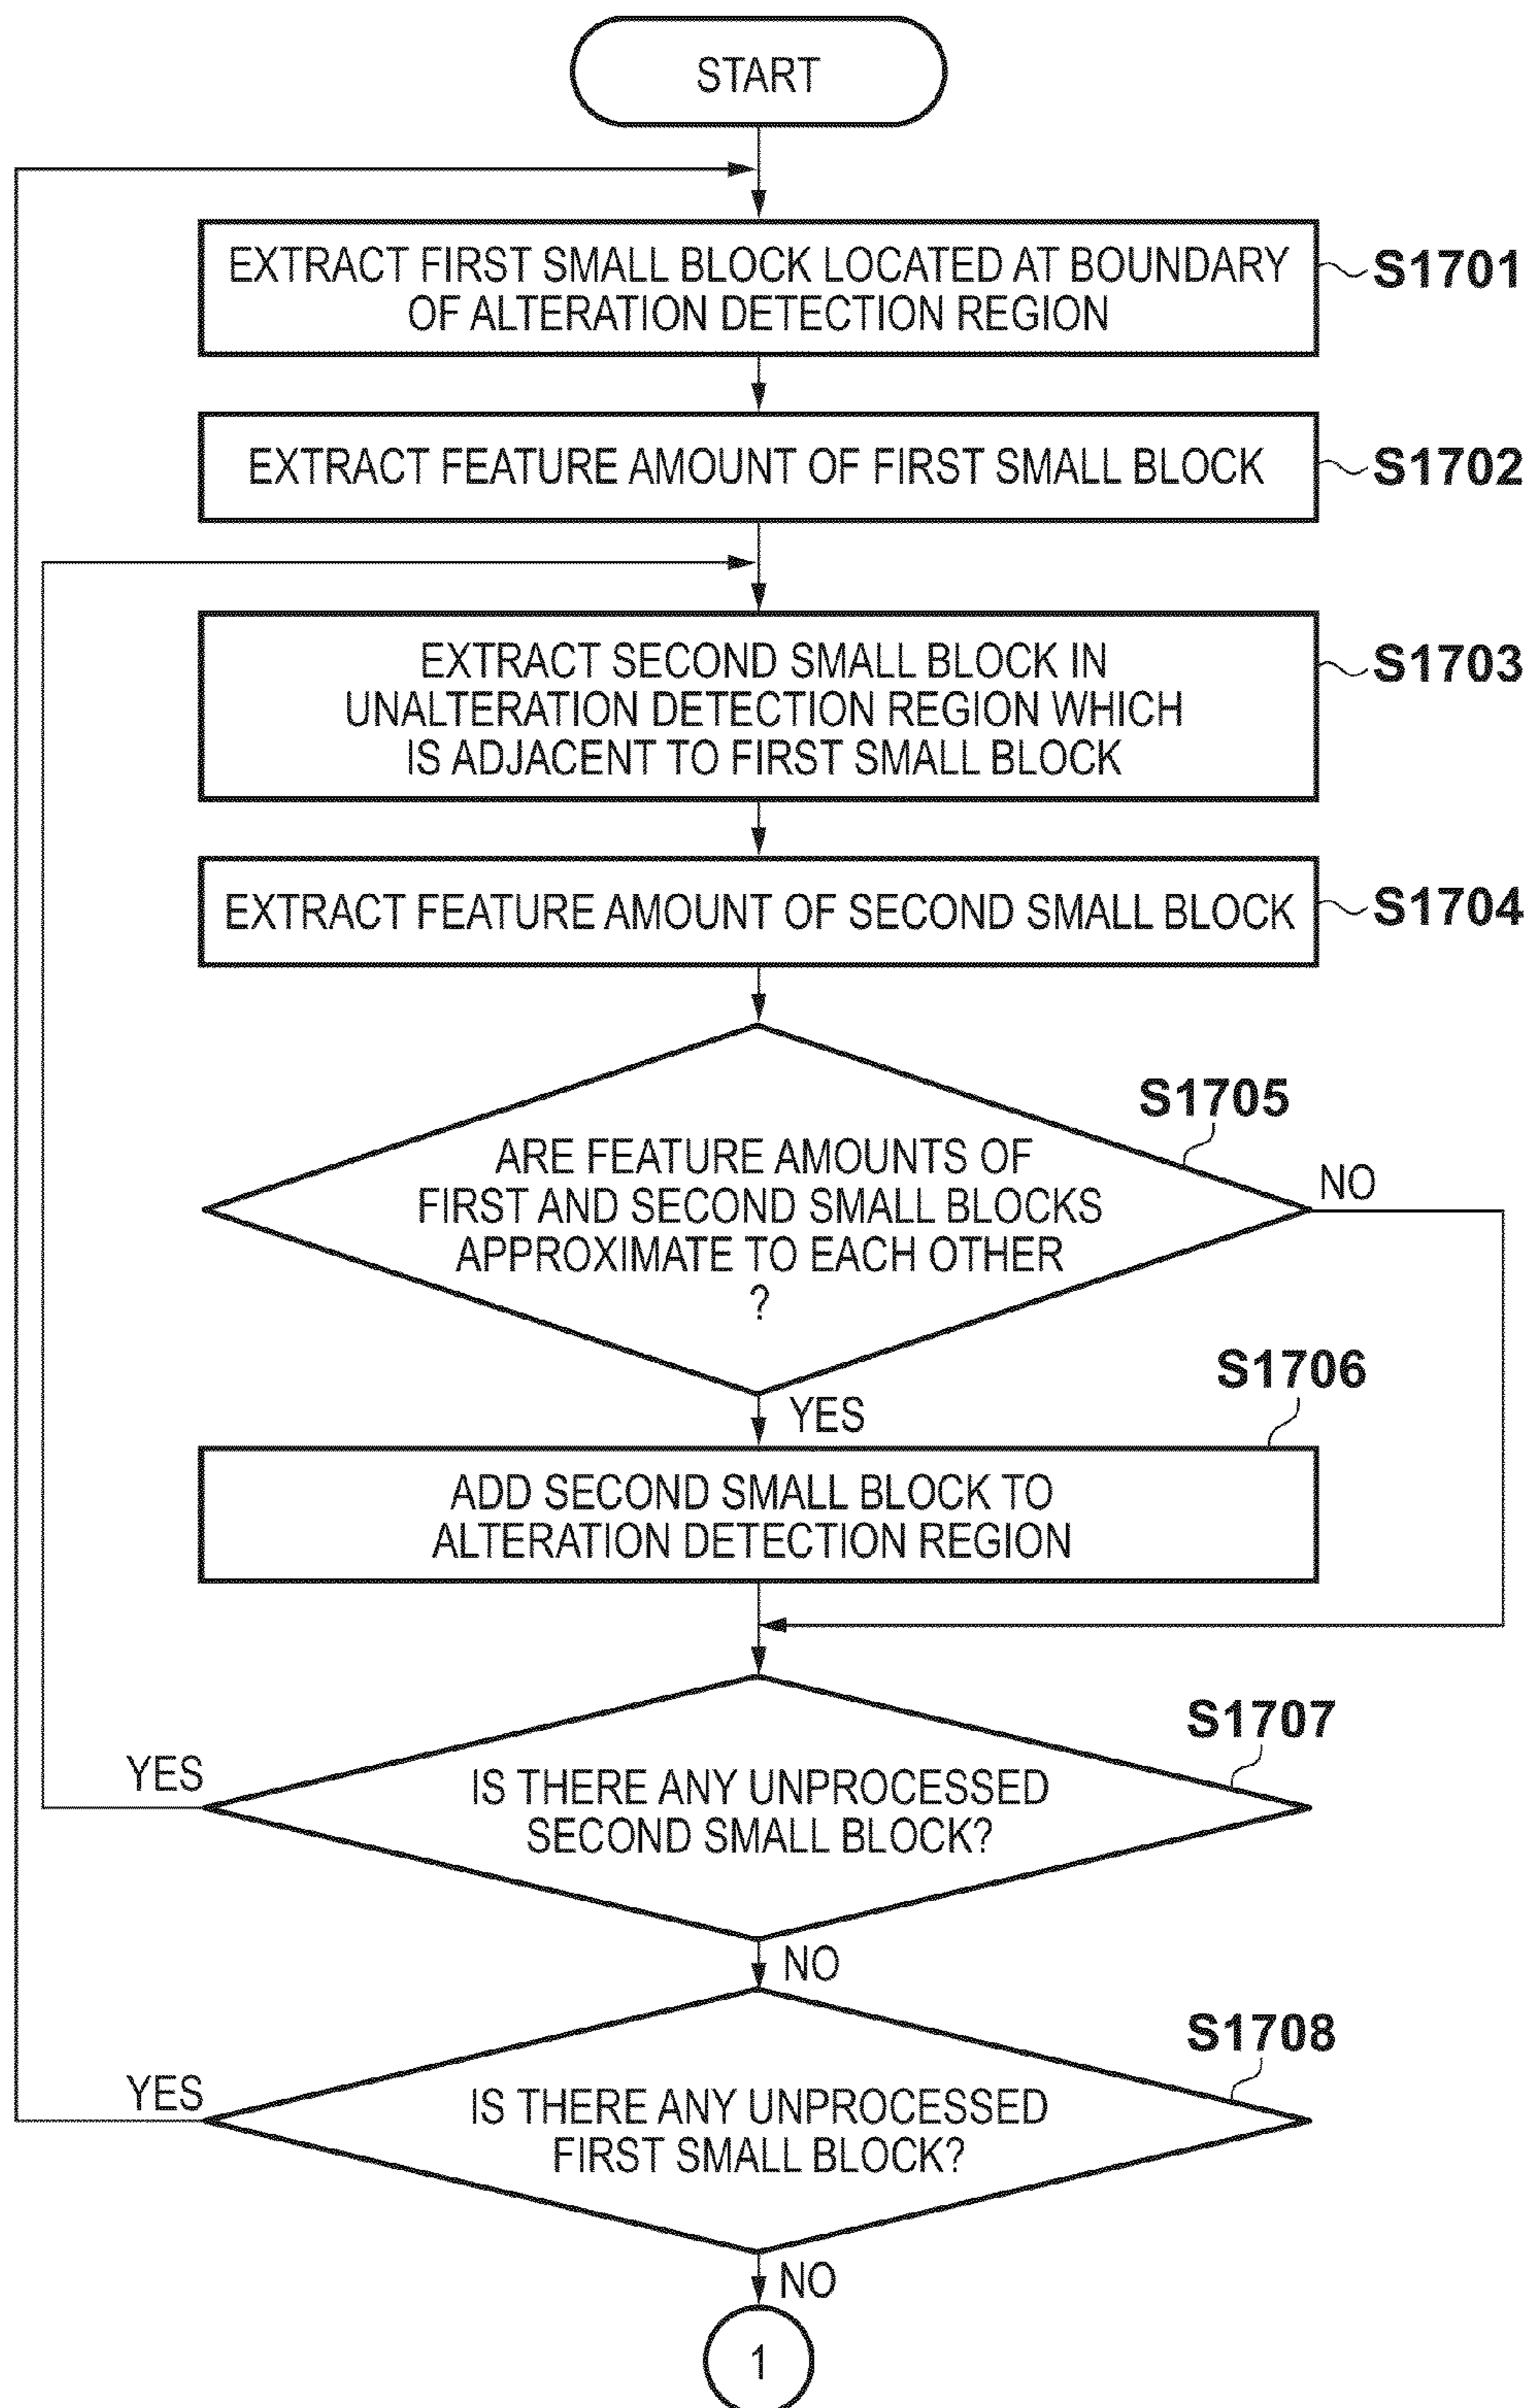 START
EXTRACT FIRST SMALL BLOCK LOCATED AT BOUNDARY
OF ALTERATION DETECTION REGION
S1701
EXTRACT FEATURE AMOUNT OF FIRST SMALL BLOCK
S1702
EXTRACT SECOND SMALL BLOCK IN
UNALTERATION DETECTION REGION WHICH
IS ADJACENT TO FIRST SMALL BLOCK
S1703
EXTRACT FEATURE AMOUNT OF SECOND SMALL BLOCK
S1704
S1705
ARE FEATURE AMOUNTS OF
FIRST AND SECOND SMALL BLOCKS
APPROXIMATE TO EACH OTHER
?
NO
YES
S1706
ADD SECOND SMALL BLOCK TO
ALTERATION DETECTION REGION
S1707
YES
IS THERE ANY UNPROCESSED
SECOND SMALL BLOCK?
NO
S1708
YES
IS THERE ANY UNPROCESSED
FIRST SMALL BLOCK?
NO
1